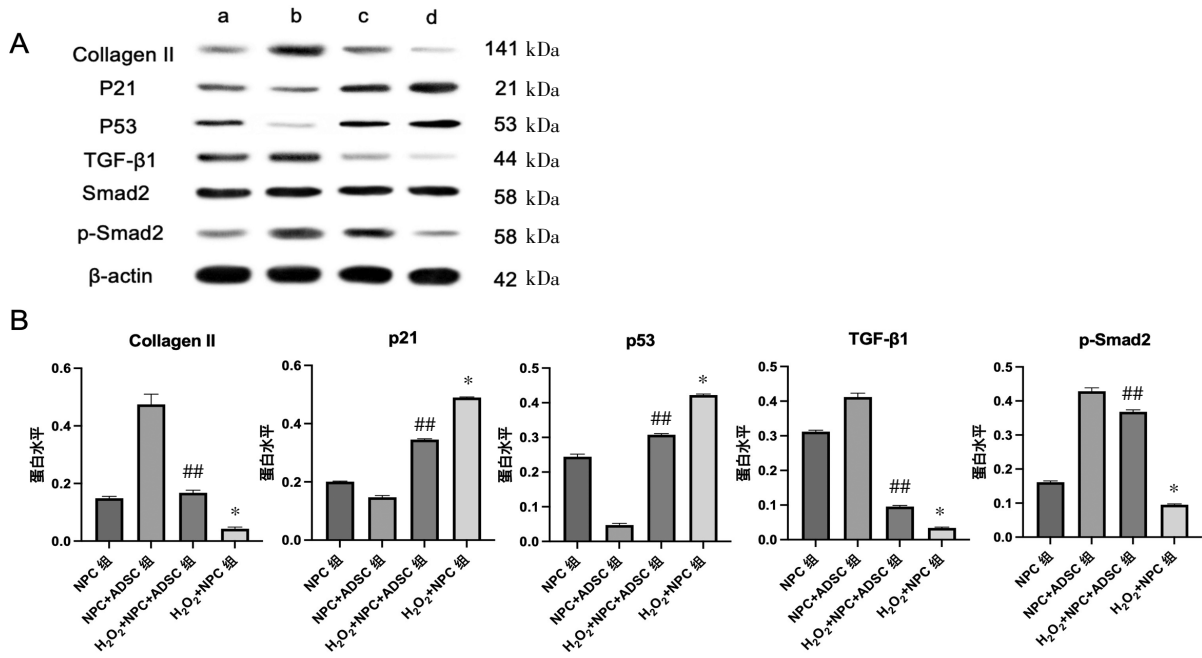 a b c d
A
Collagen II 141 kDa
P21 21 kDa
P53 53 kDa
TGF-β1 44 kDa
Smad2 58 kDa
p-Smad2 58 kDa
β-actin 42 kDa
B
Collagen II
蛋白水平
0.6
0.4
0.2
0.0
##
*
NPC 组
NPC+ADSC 组
H₂O₂+NPC+ADSC 组
H₂O₂+NPC 组
p21
蛋白水平
0.6
0.4
0.2
0.0
##
*
NPC 组
NPC+ADSC 组
H₂O₂+NPC+ADSC 组
H₂O₂+NPC 组
p53
蛋白水平
0.5
0.4
0.3
0.2
0.1
0.0
##
*
NPC 组
NPC+ADSC 组
H₂O₂+NPC+ADSC 组
H₂O₂+NPC 组
TGF-β1
蛋白水平
0.5
0.4
0.3
0.2
0.1
0.0
##
*
NPC 组
NPC+ADSC 组
H₂O₂+NPC+ADSC 组
H₂O₂+NPC 组
p-Smad2
蛋白水平
0.5
0.4
0.3
0.2
0.1
0.0
##
*
NPC 组
NPC+ADSC 组
H₂O₂+NPC+ADSC 组
H₂O₂+NPC 组